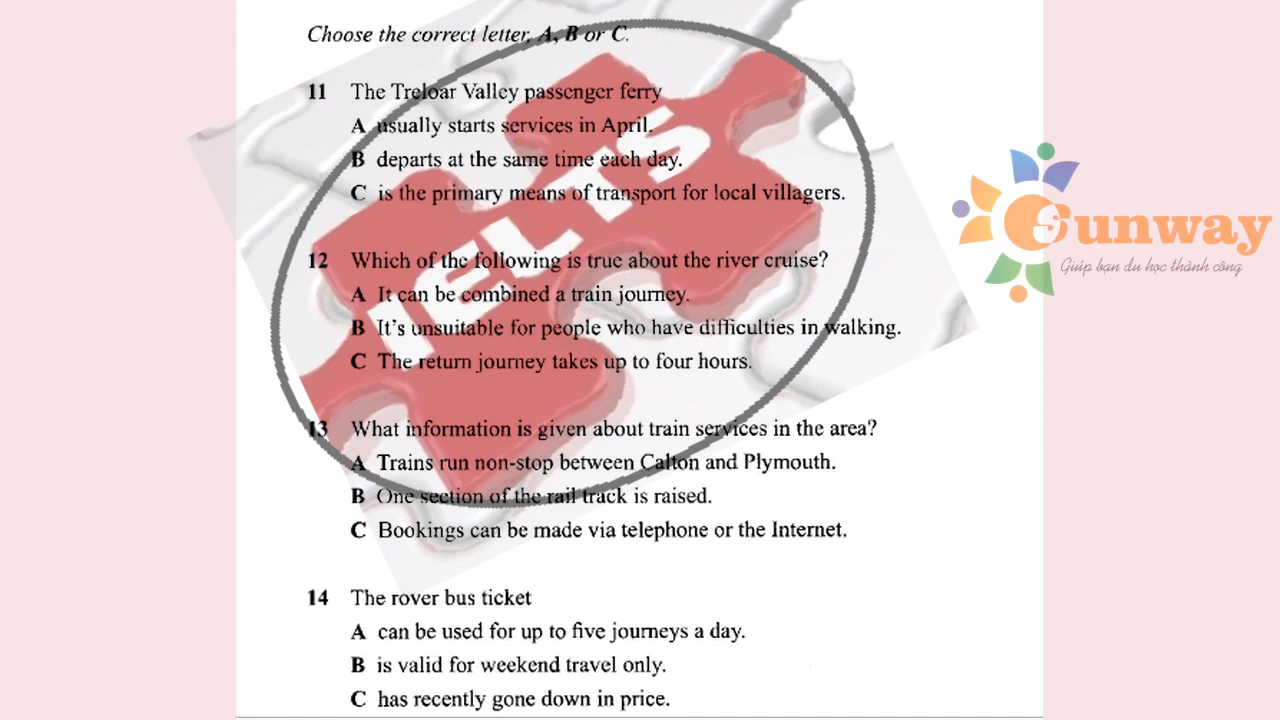 Choose the correct letter, A, B or C.
11 The Treloar Valley passenger ferry
A usually starts services in April.
B departs at the same time each day.
C is the primary means of transport for local villagers.
12 Which of the following is true about the river cruise?
A It can be combined a train journey.
B It's unsuitable for people who have difficulties in walking.
C The return journey takes up to four hours.
13 What information is given about train services in the area?
A Trains run non-stop between Calton and Plymouth.
B One section of the rail track is raised.
C Bookings can be made via telephone or the Internet.
14 The rover bus ticket
A can be used for up to five journeys a day.
B is valid for weekend travel only.
C has recently gone down in price.
IELTS
Sunway
Giúp bạn du học thành công